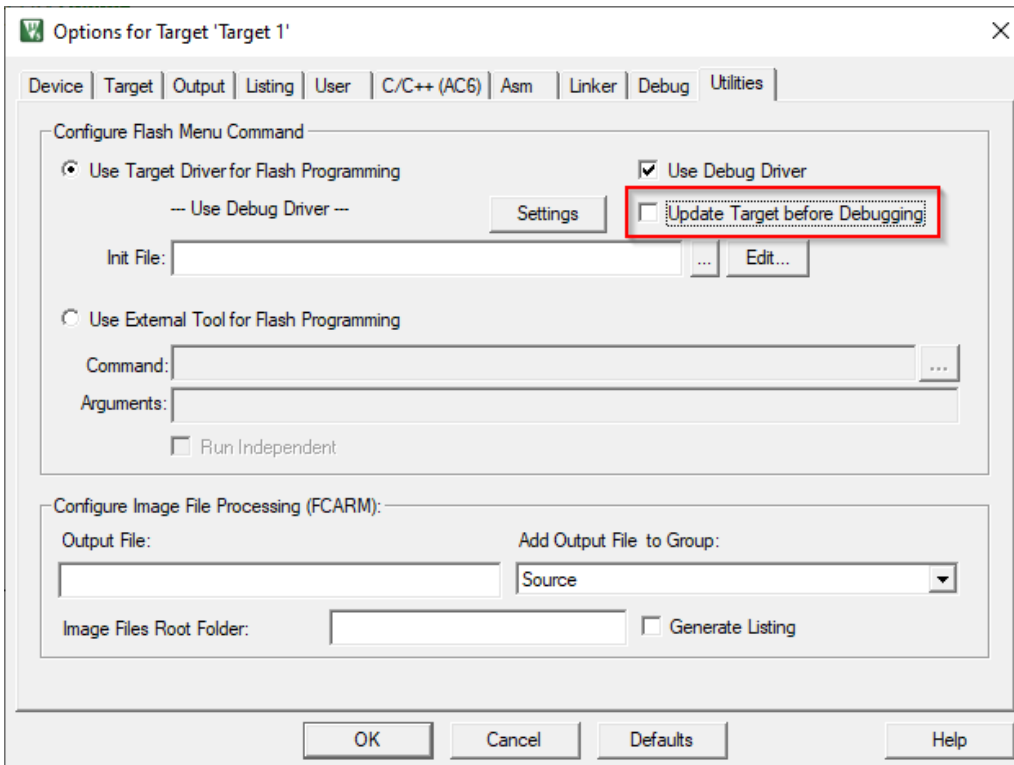 Options for Target 'Target 1'
Device Target Output Listing User C/C++ (AC6) Asm Linker Debug Utilities
Configure Flash Menu Command
Use Target Driver for Flash Programming Use Debug Driver
--- Use Debug Driver --- Settings Update Target before Debugging
Init File: ... Edit...
Use External Tool for Flash Programming
Command: ...
Arguments:
Run Independent
Configure Image File Processing (FCARM):
Output File: Add Output File to Group:
Source
Image Files Root Folder: Generate Listing
OK Cancel Defaults Help